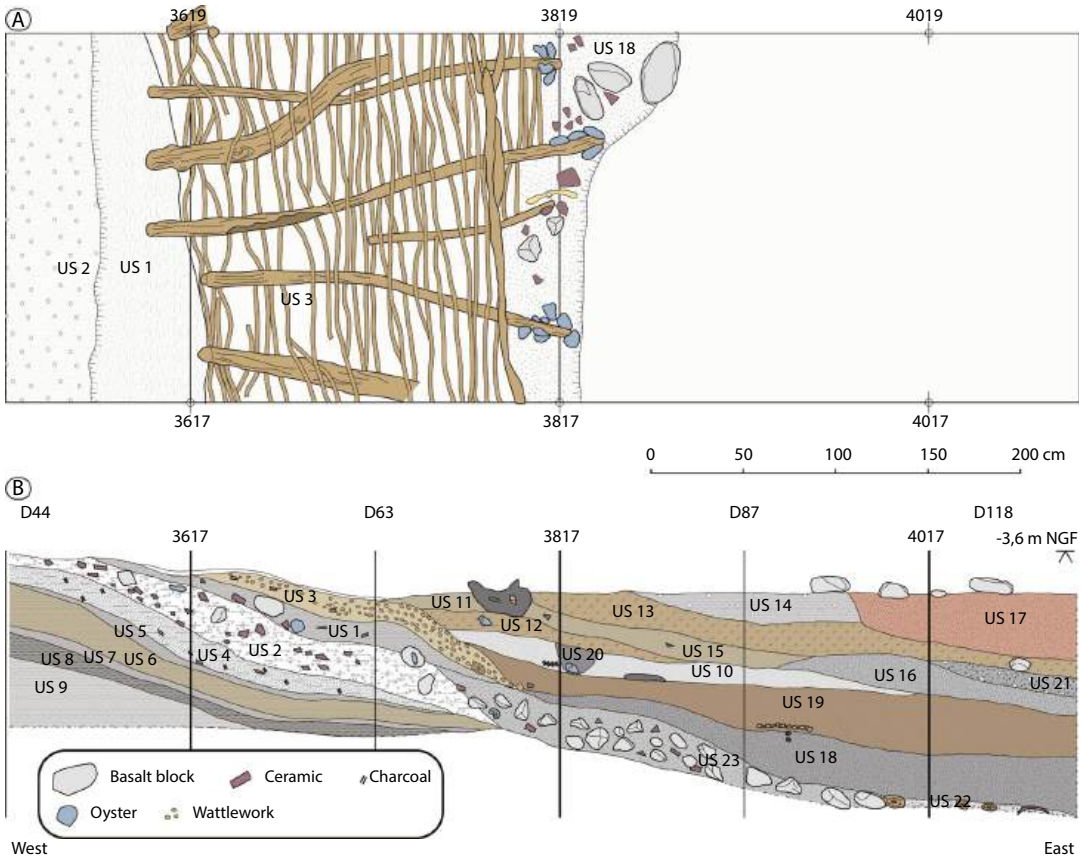 A
3619 3819 4019
US 18
US 2 US 1
US 3
3617 3817 4017
0 50 100 150 200 cm
B
D44 D63 D87 D118
3617 3817 4017 -3,6 m NGF
US 3 US 11 US 13 US 14 US 17
US 12
US 5 US 1
US 4 US 2 US 20 US 15
US 8 US 7 US 6 US 10 US 16 US 21
US 9
US 19
US 23 US 18
US 22
Basalt block Ceramic Charcoal
Oyster Wattlework
West East